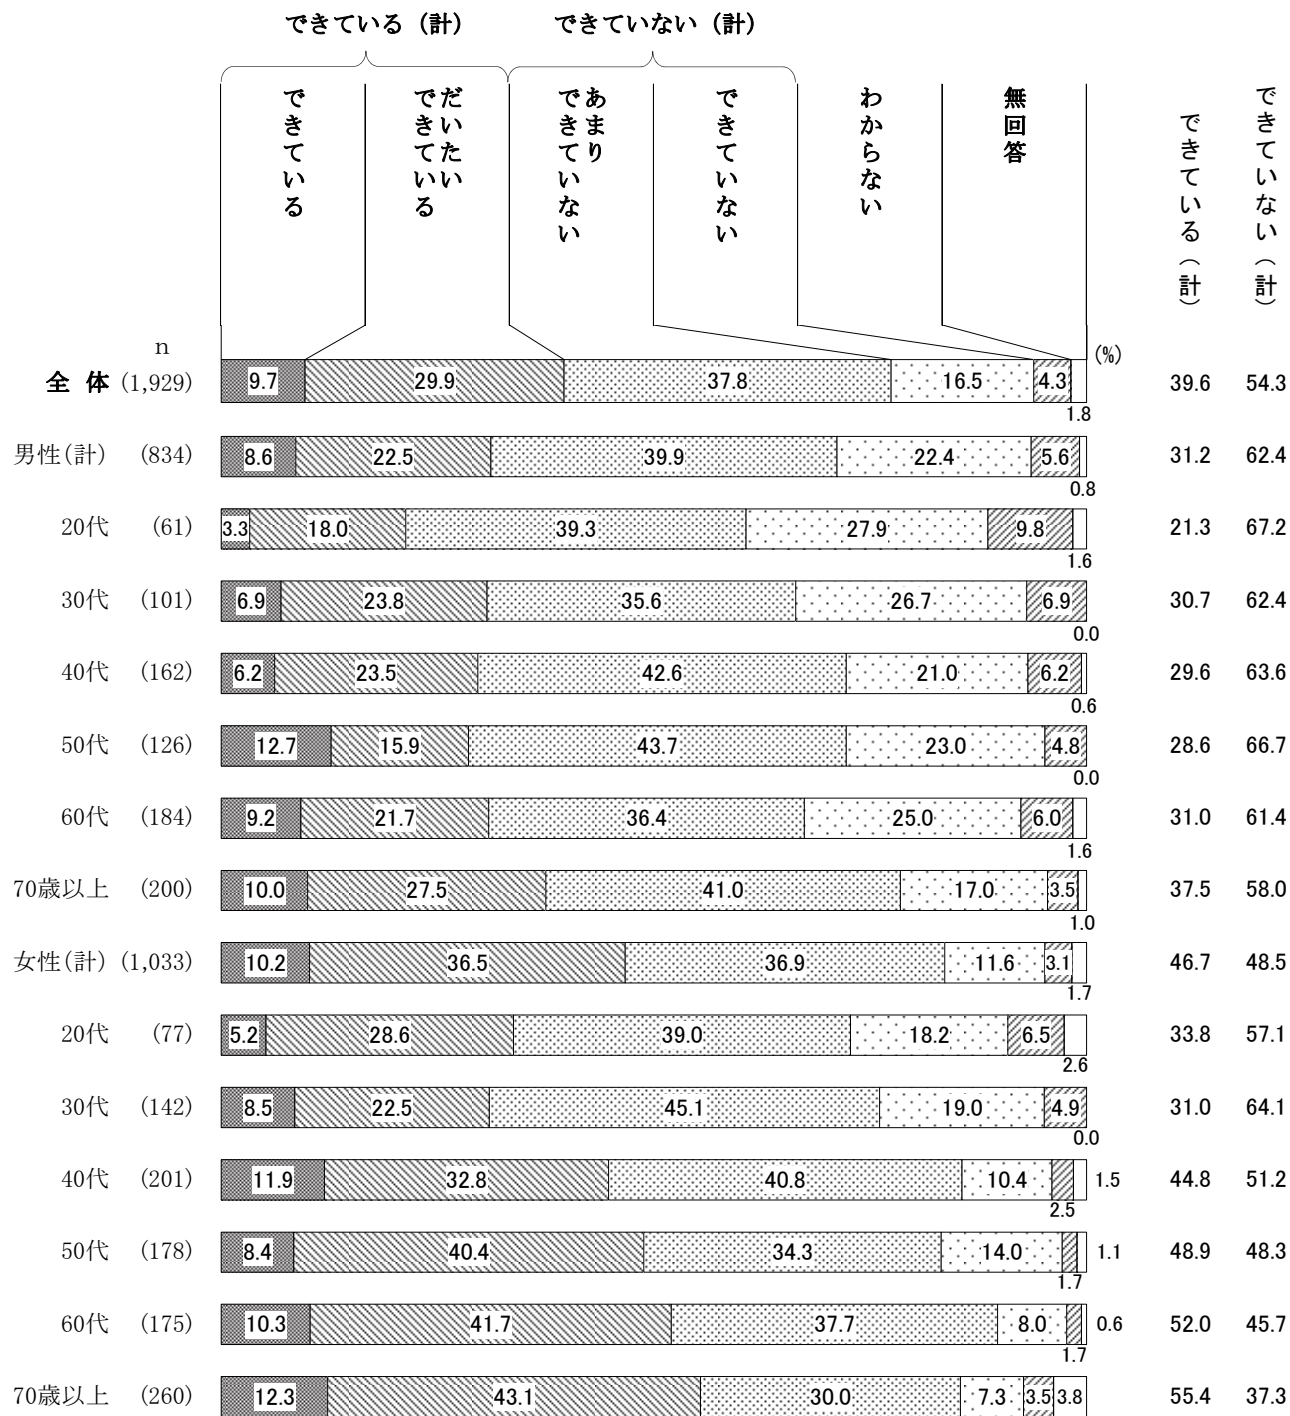 できている（計）
できていない（計）
できている
だいたい
できている
あまり
できていない
できていない
わからない
無回答
できている（計）
できていない（計）
n
(%)
全 体 (1,929) 9.7 29.9 37.8 16.5 4.3 1.8 39.6 54.3
男性(計) (834) 8.6 22.5 39.9 22.4 5.6 0.8 31.2 62.4
20代 (61) 3.3 18.0 39.3 27.9 9.8 1.6 21.3 67.2
30代 (101) 6.9 23.8 35.6 26.7 6.9 0.0 30.7 62.4
40代 (162) 6.2 23.5 42.6 21.0 6.2 0.6 29.6 63.6
50代 (126) 12.7 15.9 43.7 23.0 4.8 0.0 28.6 66.7
60代 (184) 9.2 21.7 36.4 25.0 6.0 1.6 31.0 61.4
70歳以上 (200) 10.0 27.5 41.0 17.0 3.5 1.0 37.5 58.0
女性(計) (1,033) 10.2 36.5 36.9 11.6 3.1 1.7 46.7 48.5
20代 (77) 5.2 28.6 39.0 18.2 6.5 2.6 33.8 57.1
30代 (142) 8.5 22.5 45.1 19.0 4.9 0.0 31.0 64.1
40代 (201) 11.9 32.8 40.8 10.4 2.5 1.5 44.8 51.2
50代 (178) 8.4 40.4 34.3 14.0 1.7 1.1 48.9 48.3
60代 (175) 10.3 41.7 37.7 8.0 1.7 0.6 52.0 45.7
70歳以上 (260) 12.3 43.1 30.0 7.3 3.5 3.8 55.4 37.3